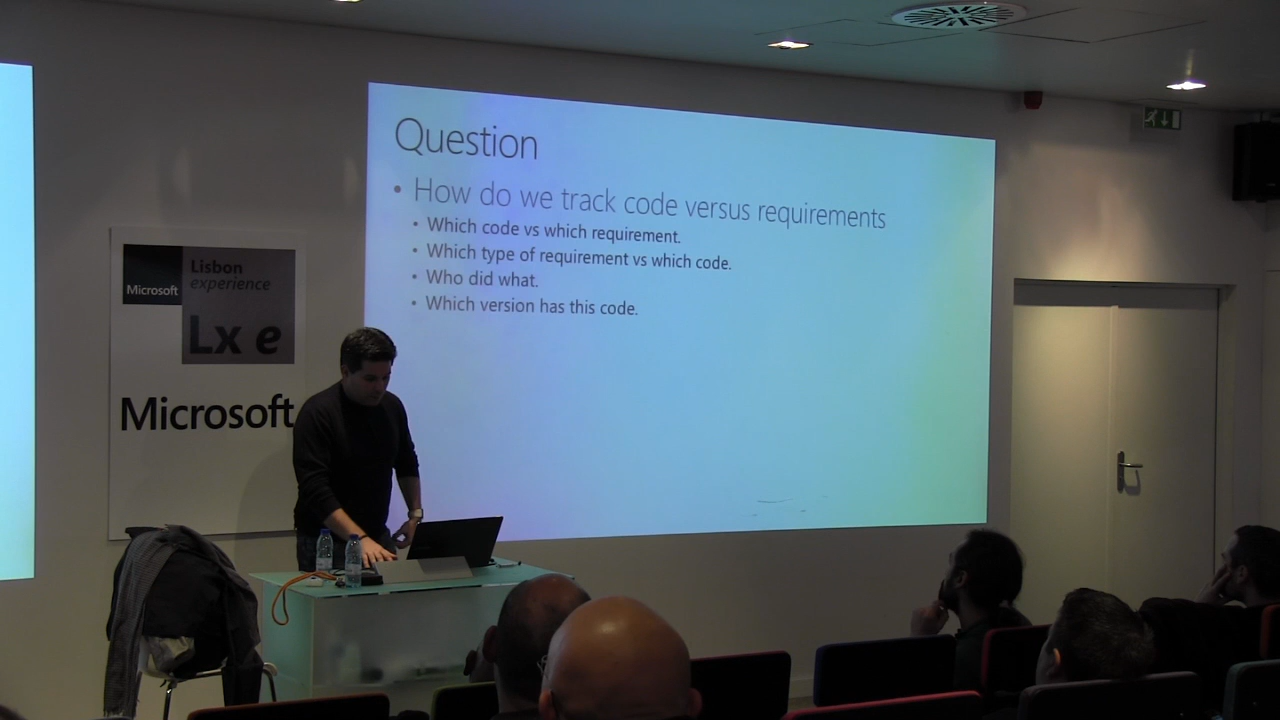 Question
• How do we track code versus requirements
• Which code vs which requirement.
• Which type of requirement vs which code.
• Who did what.
• Which version has this code.
Microsoft
Lisbon
experience
Lx e
Microsoft